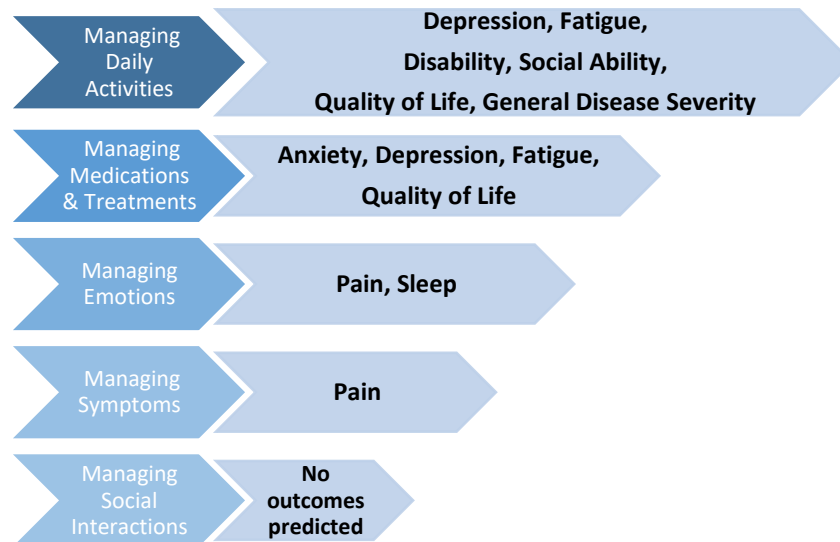 Managing
Daily
Activities
Depression, Fatigue,
Disability, Social Ability,
Quality of Life, General Disease Severity
Managing
Medications
& Treatments
Anxiety, Depression, Fatigue,
Quality of Life
Managing
Emotions
Pain, Sleep
Managing
Symptoms
Pain
Managing
Social
Interactions
No
outcomes
predicted